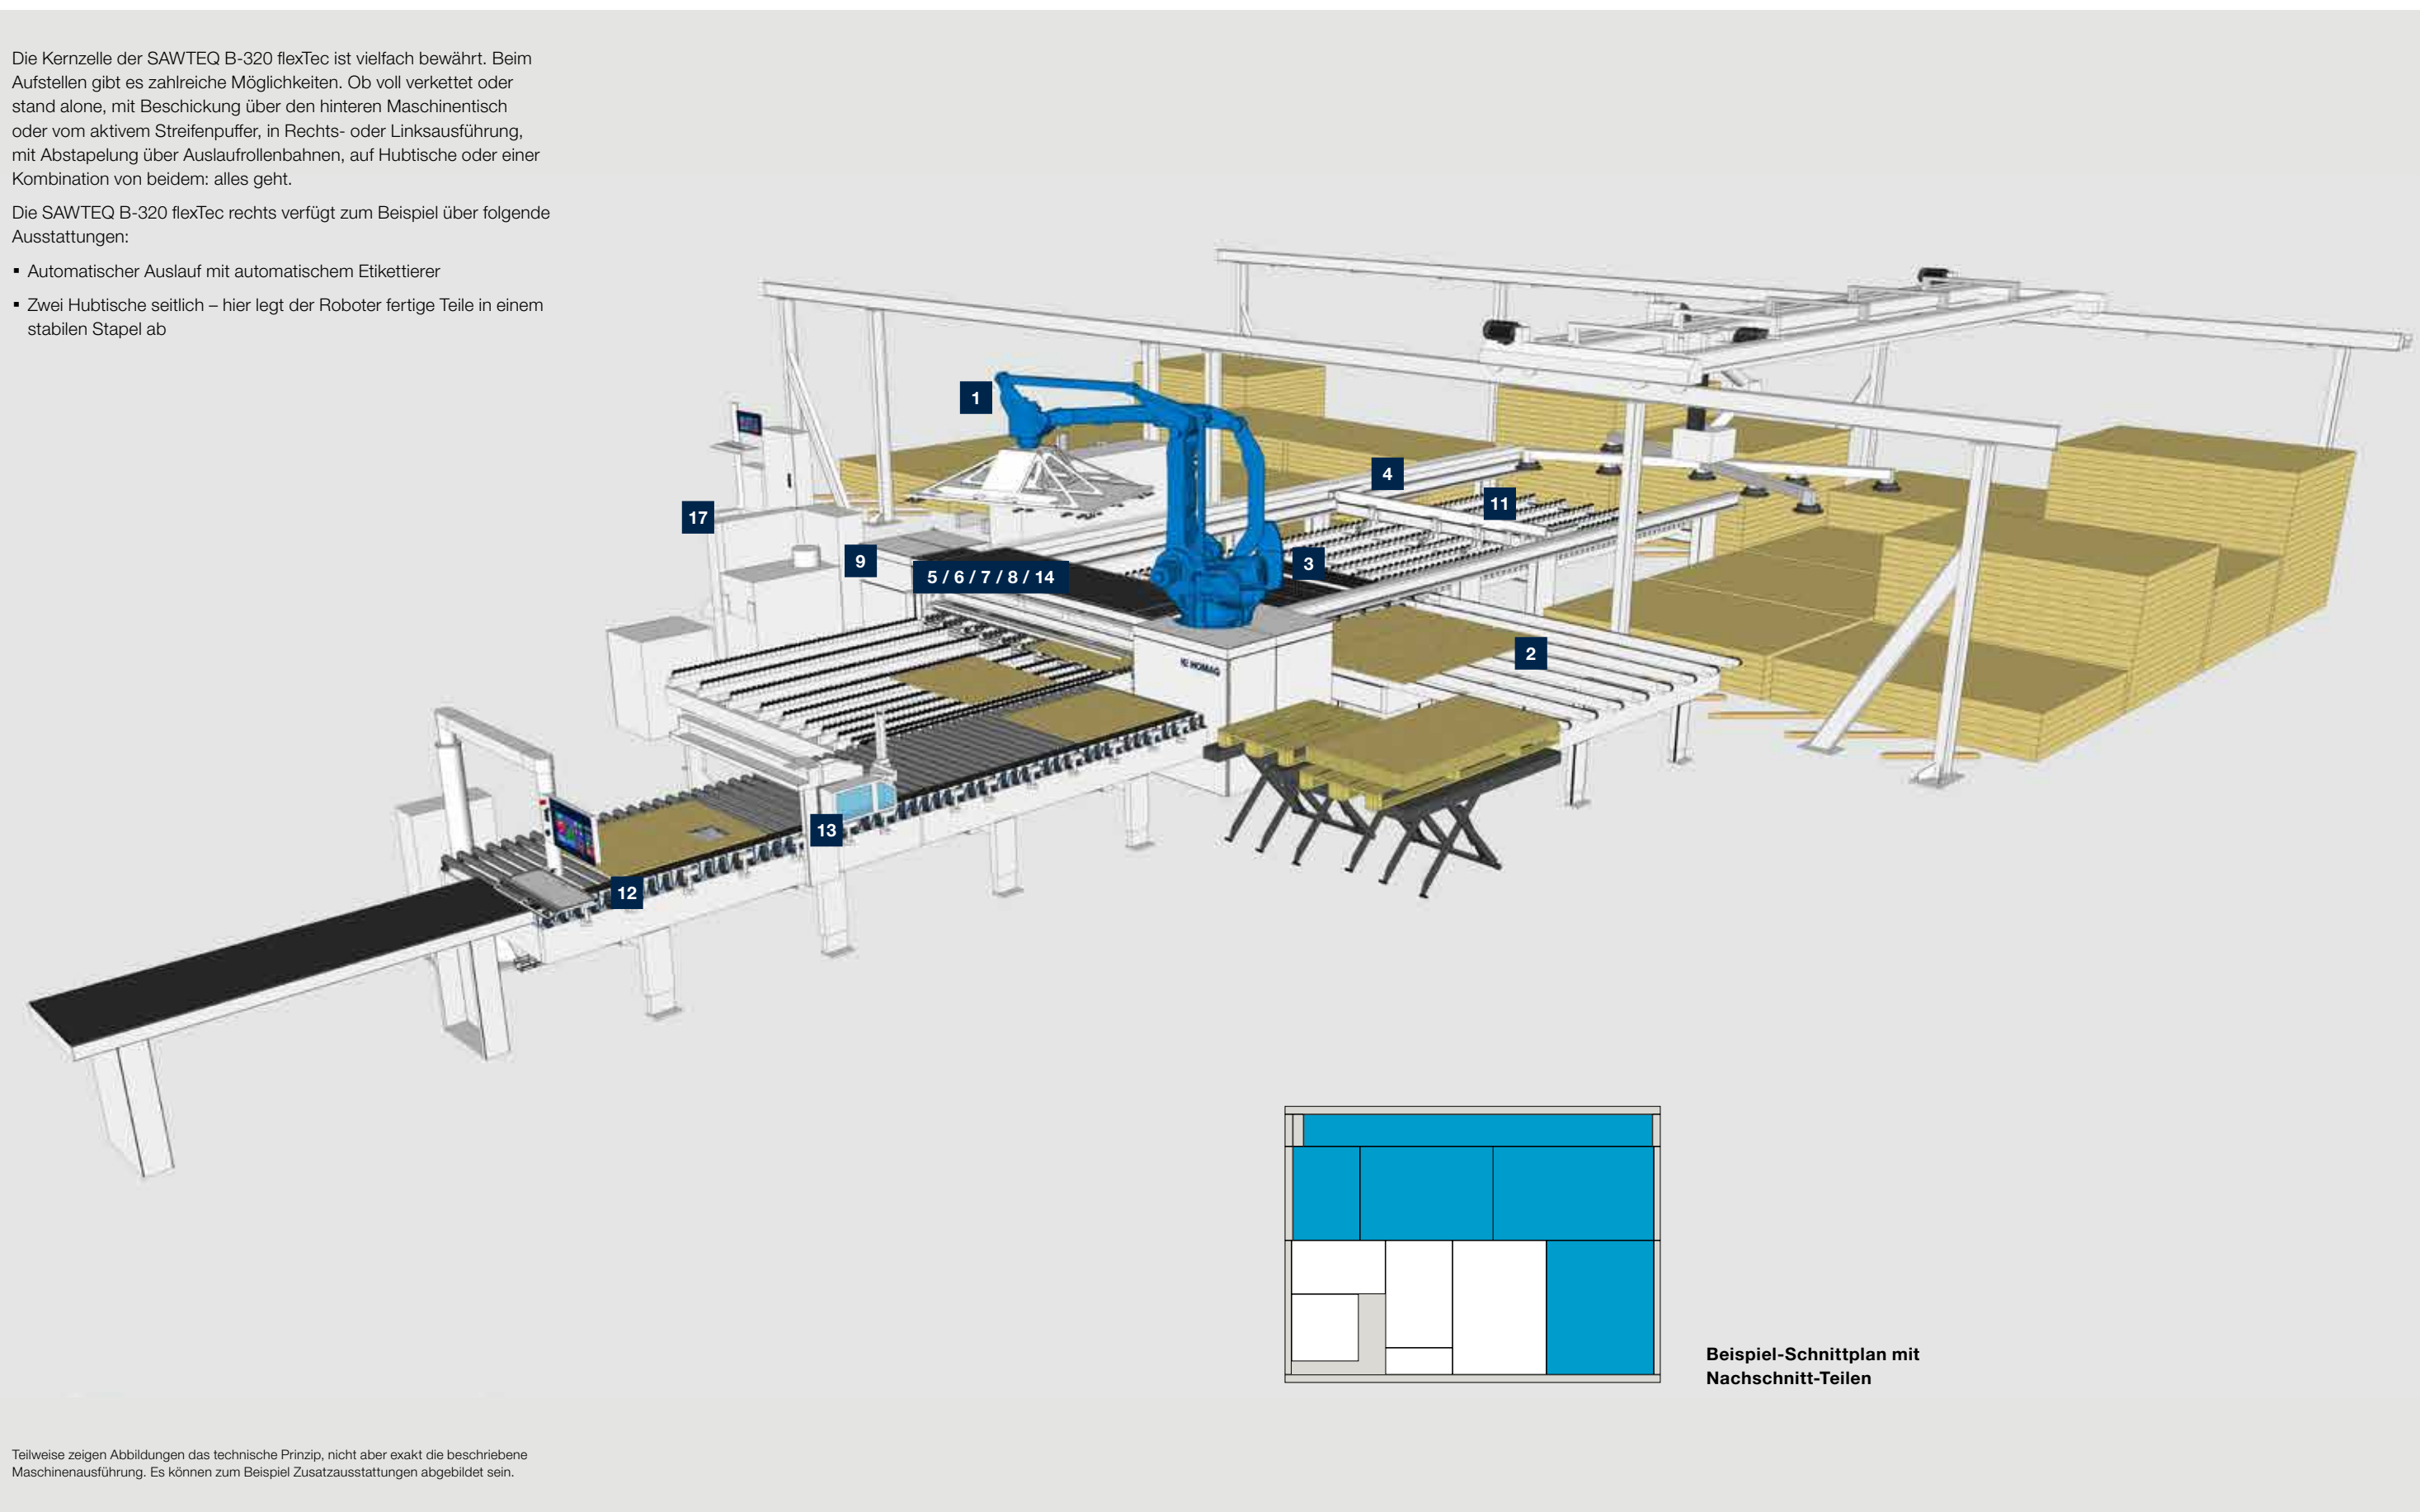 Die Kernzelle der SAWTEQ B-320 flexTec ist vielfach bewährt. Beim
Aufstellen gibt es zahlreiche Möglichkeiten. Ob voll verkettet oder
stand alone, mit Beschickung über den hinteren Maschinentisch
oder vom aktivem Streifenpuffer, in Rechts- oder Linksausführung,
mit Abstapelung über Auslaufrollenbahnen, auf Hubtische oder einer
Kombination von beidem: alles geht.
Die SAWTEQ B-320 flexTec rechts verfügt zum Beispiel über folgende
Ausstattungen:
▪ Automatischer Auslauf mit automatischem Etikettierer
▪ Zwei Hubtische seitlich – hier legt der Roboter fertige Teile in einem
stabilen Stapel ab
1
4
11
17
9
3
5 / 6 / 7 / 8 / 14
2
HOMAG
13
12
Beispiel-Schnittplan mit
Nachschnitt-Teilen
Teilweise zeigen Abbildungen das technische Prinzip, nicht aber exakt die beschriebene
Maschinenausführung. Es können zum Beispiel Zusatzausstattungen abgebildet sein.